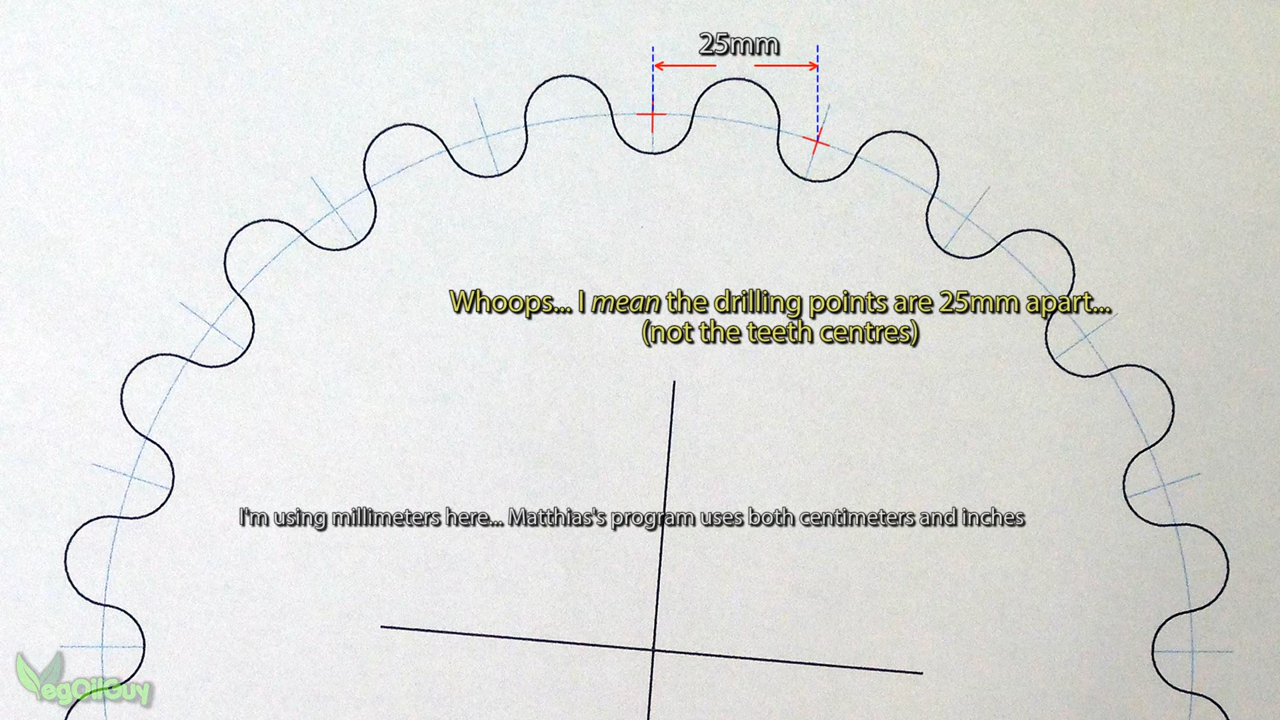 25mm
Whoops... I mean the drilling points are 25mm apart...
(not the teeth centres)
I'm using millimeters here... Matthias's program uses both centimeters and inches
VegOilGuy